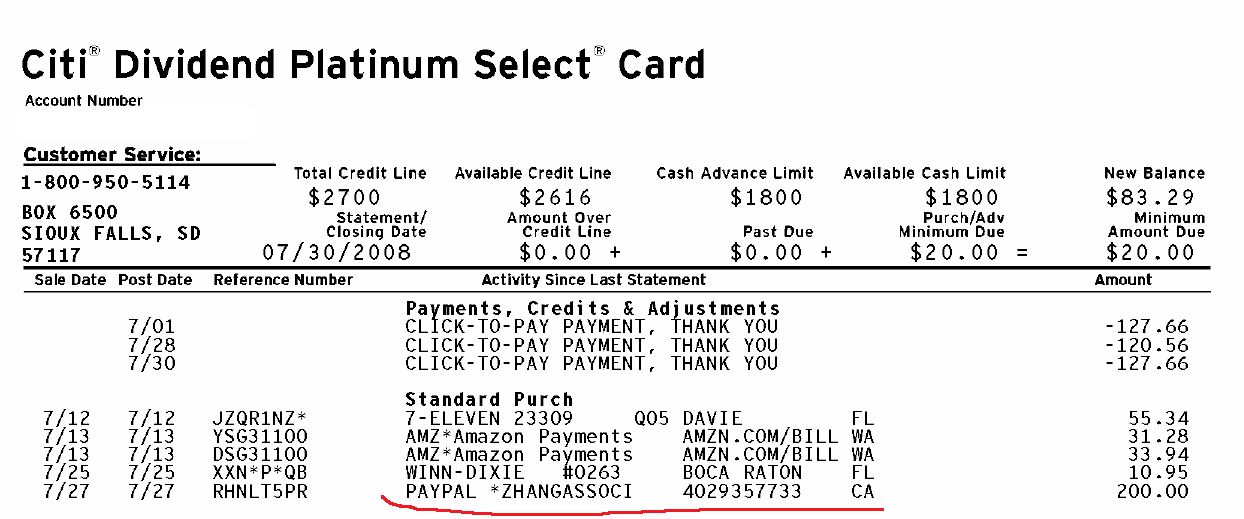 Citi® Dividend Platinum Select® Card
Account Number
Customer Service:
1-800-950-5114
BOX 6500
SIOUX FALLS, SD
57117
Total Credit Line Available Credit Line Cash Advance Limit Available Cash Limit New Balance
$2700 $2616 $1800 $1800 $83.29
Statement/ Amount Over Purch/Adv Minimum
Closing Date Credit Line Past Due Minimum Due Amount Due
07/30/2008 $0.00 + $0.00 + $20.00 = $20.00
Sale Date Post Date Reference Number Activity Since Last Statement Amount
Payments, Credits & Adjustments
7/01 CLICK-TO-PAY PAYMENT, THANK YOU -127.66
7/28 CLICK-TO-PAY PAYMENT, THANK YOU -120.56
7/30 CLICK-TO-PAY PAYMENT, THANK YOU -127.66
Standard Purch
7/12 7/12 JZQR1NZ* 7-ELEVEN 23309 Q05 DAVIE FL 55.34
7/13 7/13 YSG31100 AMZ*Amazon Payments AMZN.COM/BILL WA 31.28
7/13 7/13 DSG31100 AMZ*Amazon Payments AMZN.COM/BILL WA 33.94
7/25 7/25 XXN*P*QB WINN-DIXIE #0263 BOCA RATON FL 10.95
7/27 7/27 RHNLT5PR PAYPAL *ZHANGASSOCI 4029357733 CA 200.00